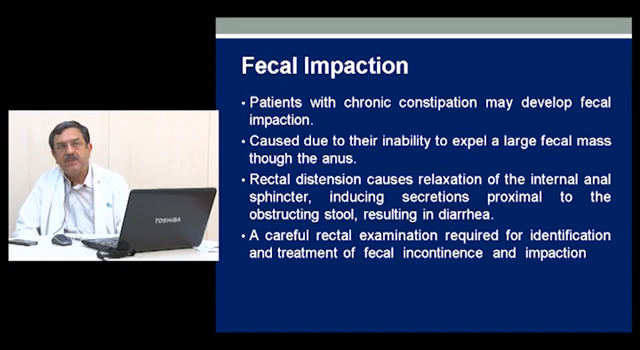 Fecal Impaction
• Patients with chronic constipation may develop fecal
impaction.
• Caused due to their inability to expel a large fecal mass
though the anus.
• Rectal distension causes relaxation of the internal anal
sphincter, inducing secretions proximal to the
obstructing stool, resulting in diarrhea.
• A careful rectal examination required for identification
and treatment of fecal incontinence and impaction
TOSHIBA